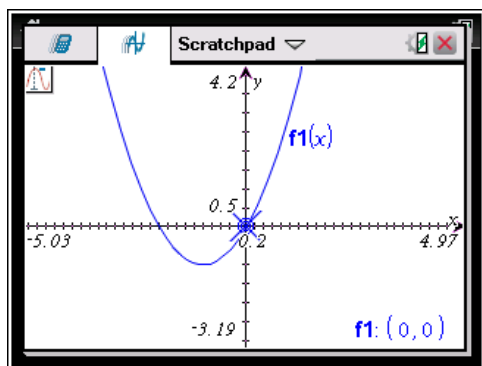 Scratchpad
4.2 y
f1(x)
0.5
x
-5.03 0.2 4.97
-3.19
f1: (0,0)